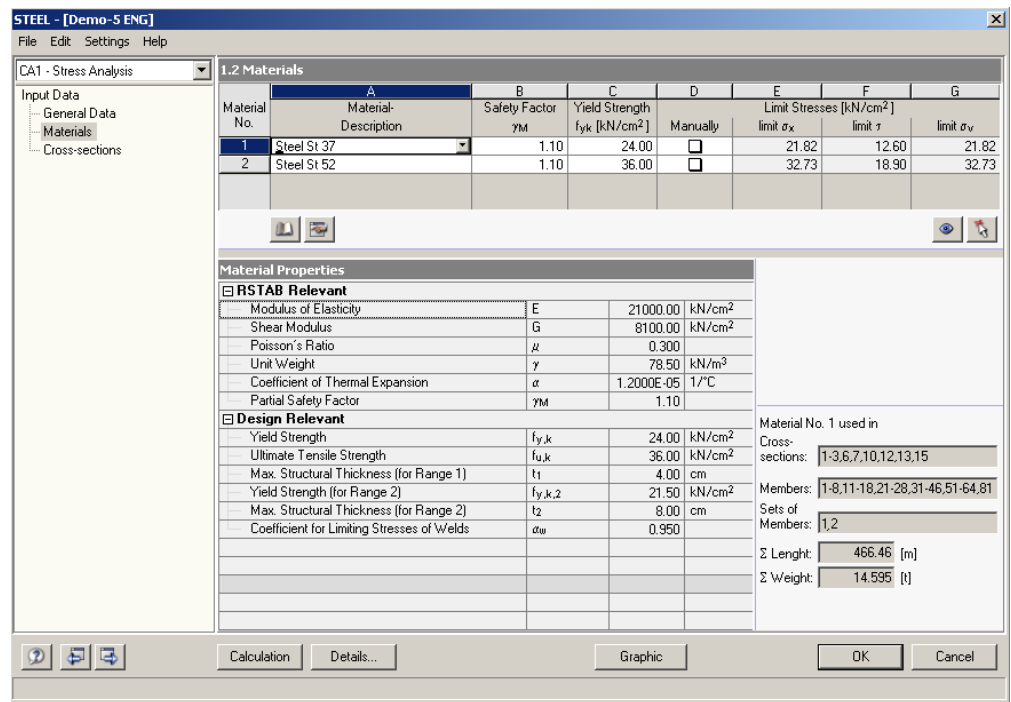 STEEL - [Demo-5 ENG]
File Edit Settings Help
CA1 - Stress Analysis
Input Data
General Data
Materials
Cross-sections
1.2 Materials
A B C D E F G
Material Material- Safety Factor Yield Strength Limit Stresses [kN/cm²]
No. Description γM fyk [kN/cm²] Manually limit σx limit τ limit σv
1 Steel St 37 1.10 24.00 21.82 12.60 21.82
2 Steel St 52 1.10 36.00 32.73 18.90 32.73
Material Properties
RSTAB Relevant
Modulus of Elasticity E 21000.00 kN/cm²
Shear Modulus G 8100.00 kN/cm²
Poisson´s Ratio μ 0.300
Unit Weight γ 78.50 kN/m³
Coefficient of Thermal Expansion α 1.2000E-05 1/°C
Partial Safety Factor γM 1.10
Design Relevant
Yield Strength fy,k 24.00 kN/cm²
Ultimate Tensile Strength fu,k 36.00 kN/cm²
Max. Structural Thickness (for Range 1) t1 4.00 cm
Yield Strength (for Range 2) fy,k,2 21.50 kN/cm²
Max. Structural Thickness (for Range 2) t2 8.00 cm
Coefficient for Limiting Stresses of Welds αw 0.950
Material No. 1 used in
Cross-
sections: 1-3,6,7,10,12,13,15
Members: 1-8,11-18,21-28,31-46,51-64,81
Sets of
Members: 1,2
Σ Lenght: 466.46 [m]
Σ Weight: 14.595 [t]
Calculation Details... Graphic OK Cancel